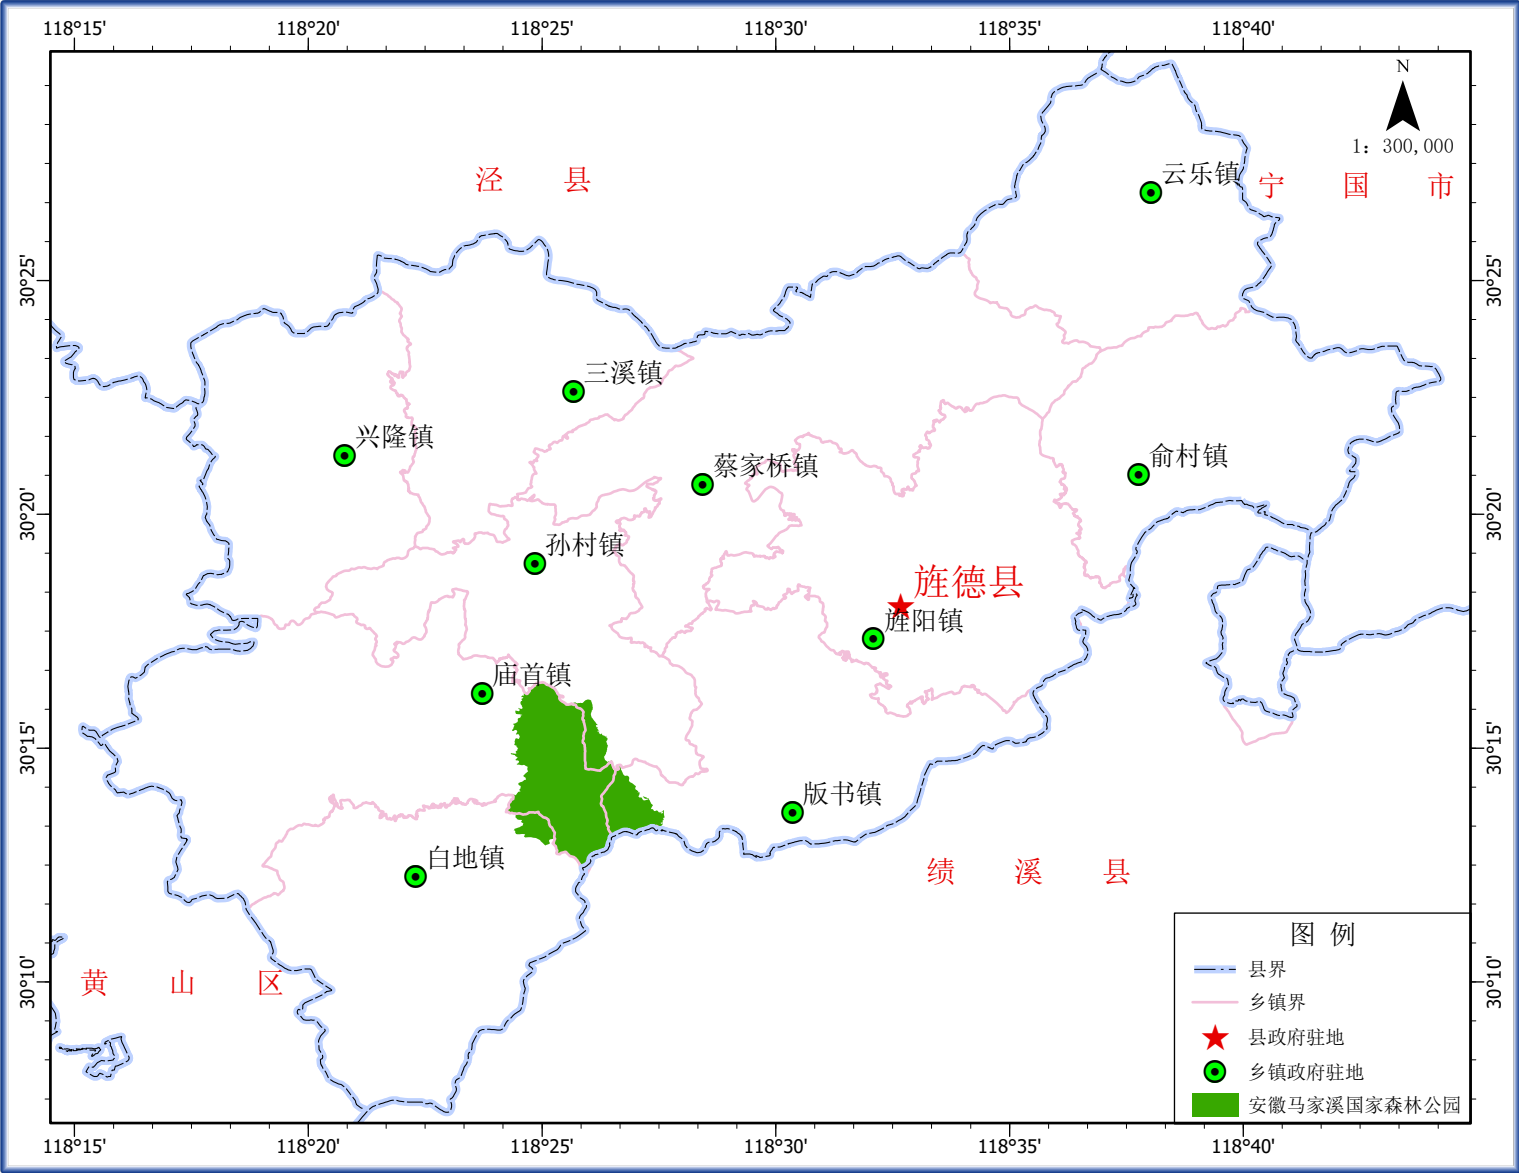 118°15' 118°20' 118°25' 118°30' 118°35' 118°40'
N
1: 300,000
泾 县
云乐镇
宁 国 市
30°25' 30°25'
三溪镇
兴隆镇
俞村镇
蔡家桥镇
30°20' 30°20'
孙村镇
旌德县
旌阳镇
庙首镇
30°15' 30°15'
版书镇
白地镇
绩 溪 县
黄 山 区
30°10' 30°10'
图 例
县界
乡镇界
县政府驻地
乡镇政府驻地
安徽马家溪国家森林公园
118°15' 118°20' 118°25' 118°30' 118°35' 118°40'